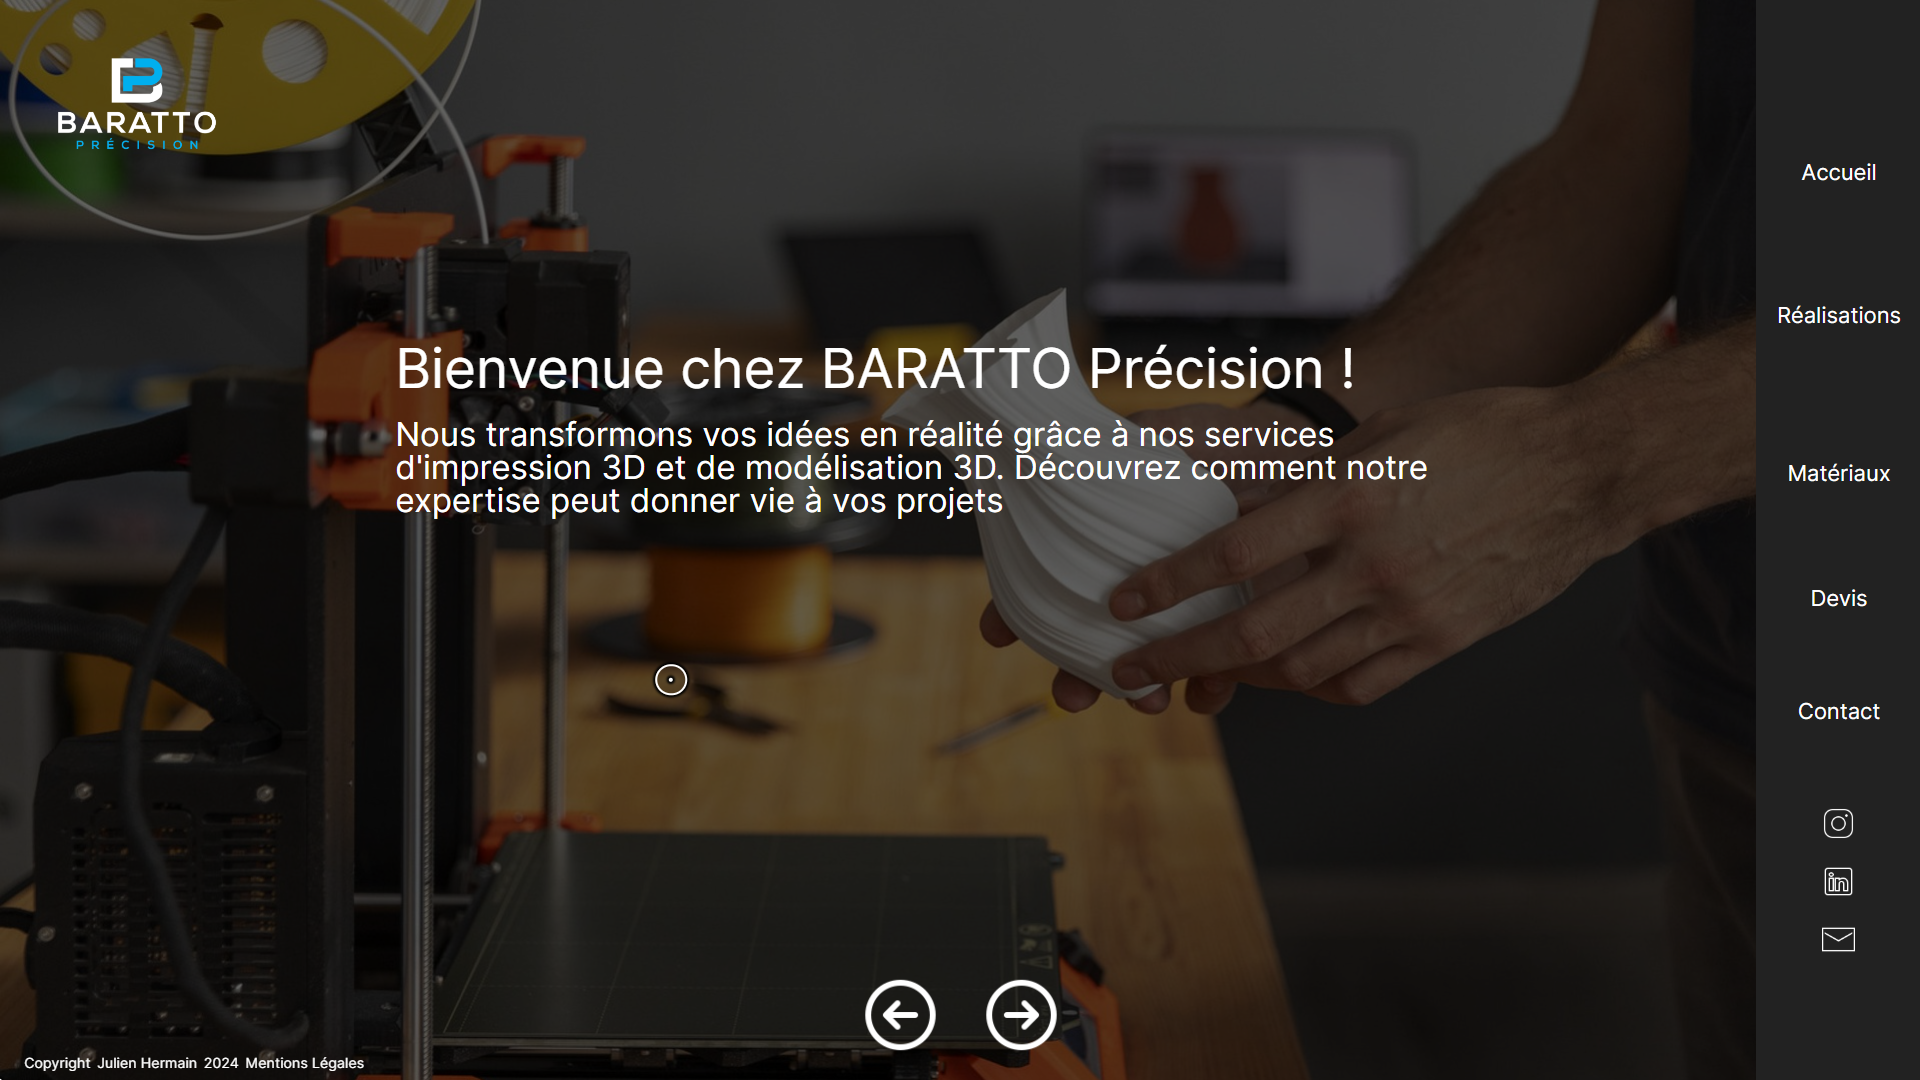 BARATTO
PRÉCISION
Accueil
Réalisations
Matériaux
Devis
Contact
Bienvenue chez BARATTO Précision !
Nous transformons vos idées en réalité grâce à nos services
d'impression 3D et de modélisation 3D. Découvrez comment notre
expertise peut donner vie à vos projets
in
Copyright Julien Hermain 2024 Mentions Légales